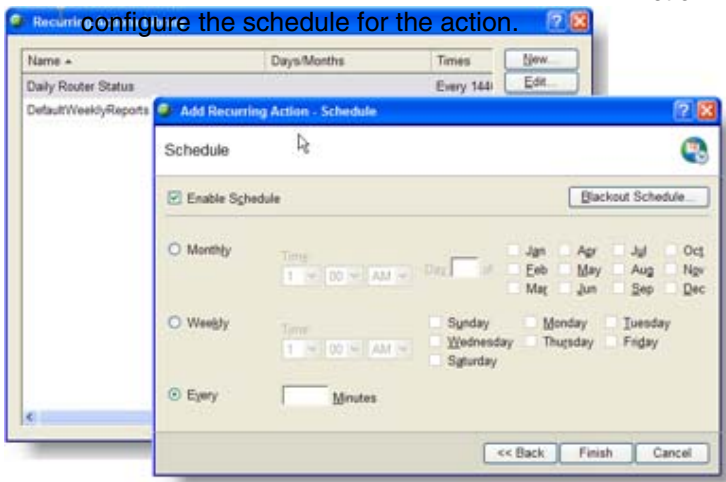 configure the schedule for the action.
Recurring
Name Days/Months Times New...
Daily Router Status Every 144 Edit...
DefaultWeeklyReports
Add Recurring Action - Schedule
Schedule
Enable Schedule Blackout Schedule...
Monthly Time: Day of Jan Apr Jul Oct
1 00 AM Feb May Aug Nov
Mar Jun Sep Dec
Weekly Time: Sunday Monday Tuesday
1 00 AM Wednesday Thursday Friday
Saturday
Every Minutes
<< Back Finish Cancel